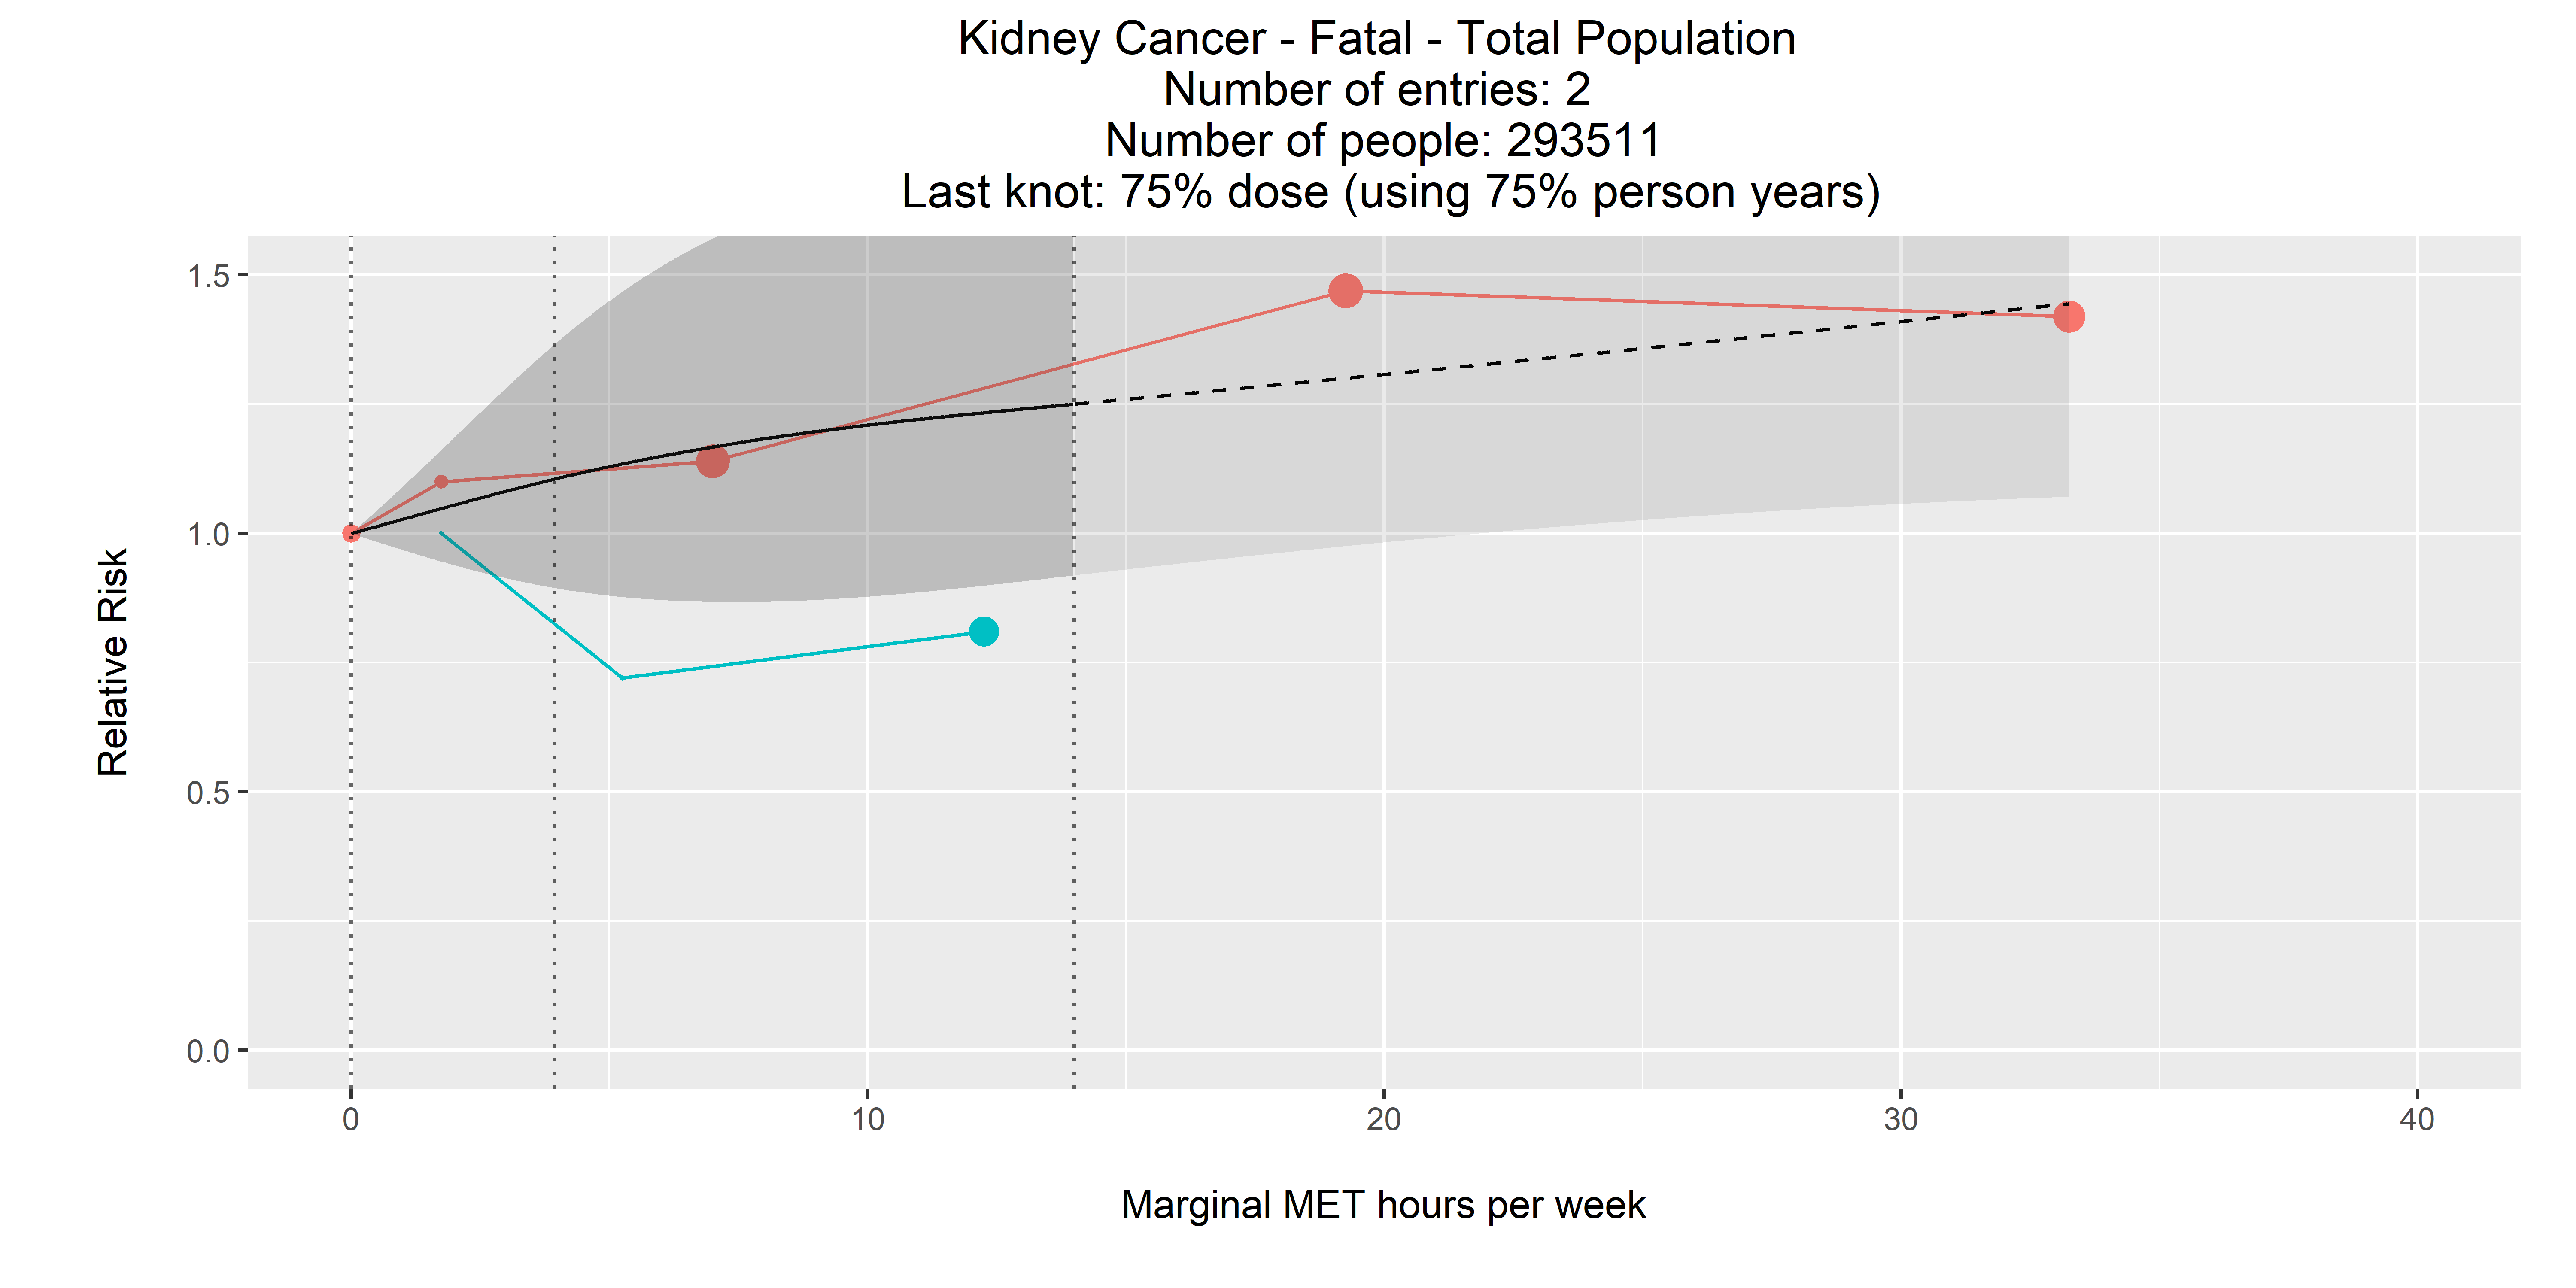 Kidney Cancer - Fatal - Total Population
Number of entries: 2
Number of people: 293511
Last knot: 75% dose (using 75% person years)
1.5
1.0
0.5
0.0
Relative Risk
0 10 20 30 40
Marginal MET hours per week